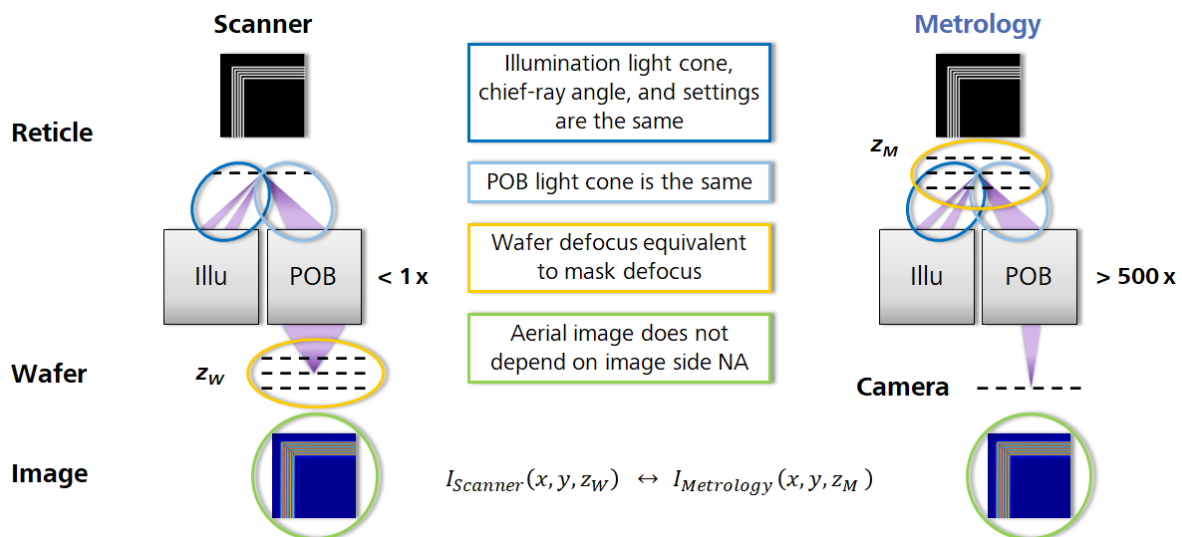 Scanner
Metrology
Illumination light cone,
chief-ray angle, and settings
are the same
Reticle
z_M
POB light cone is the same
Wafer defocus equivalent
to mask defocus
Illu
POB
< 1 x
Illu
POB
> 500 x
Aerial image does not
depend on image side NA
Wafer
z_W
Camera
Image
I_Scanner(x, y, z_W) ↔ I_Metrology(x, y, z_M)